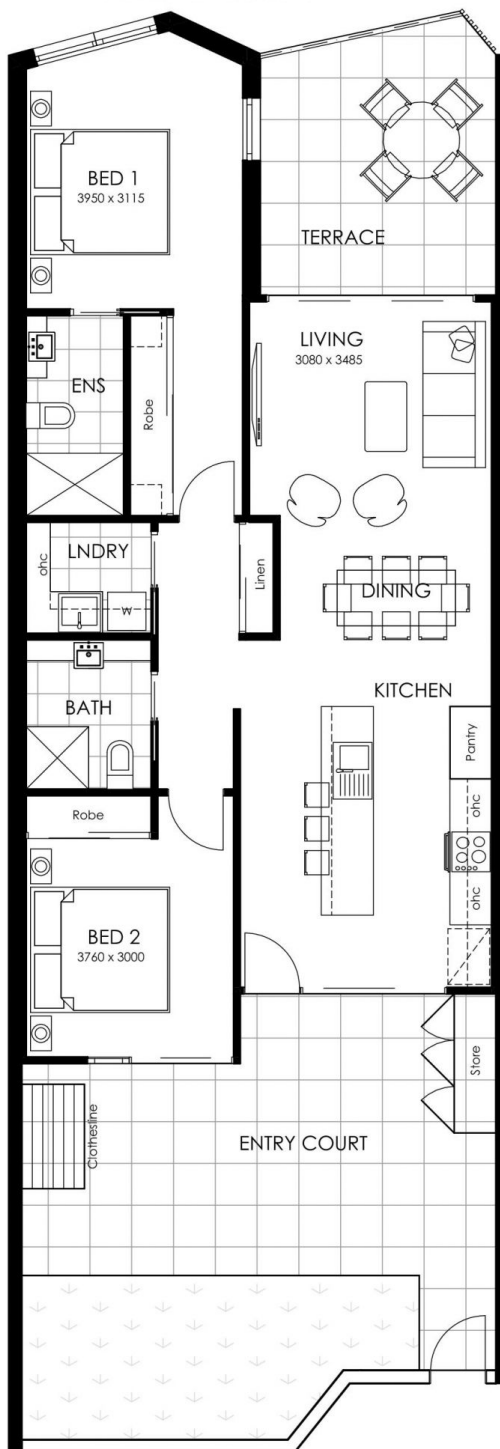 BED 1
3950 x 3115
TERRACE
LIVING
3080 x 3485
ENS
Robe
LNDRY
ohc
W
Linen
DINING
KITCHEN
BATH
Pantry
ohc
Robe
ohc
BED 2
3760 x 3000
Store
Clothesline
ENTRY COURT